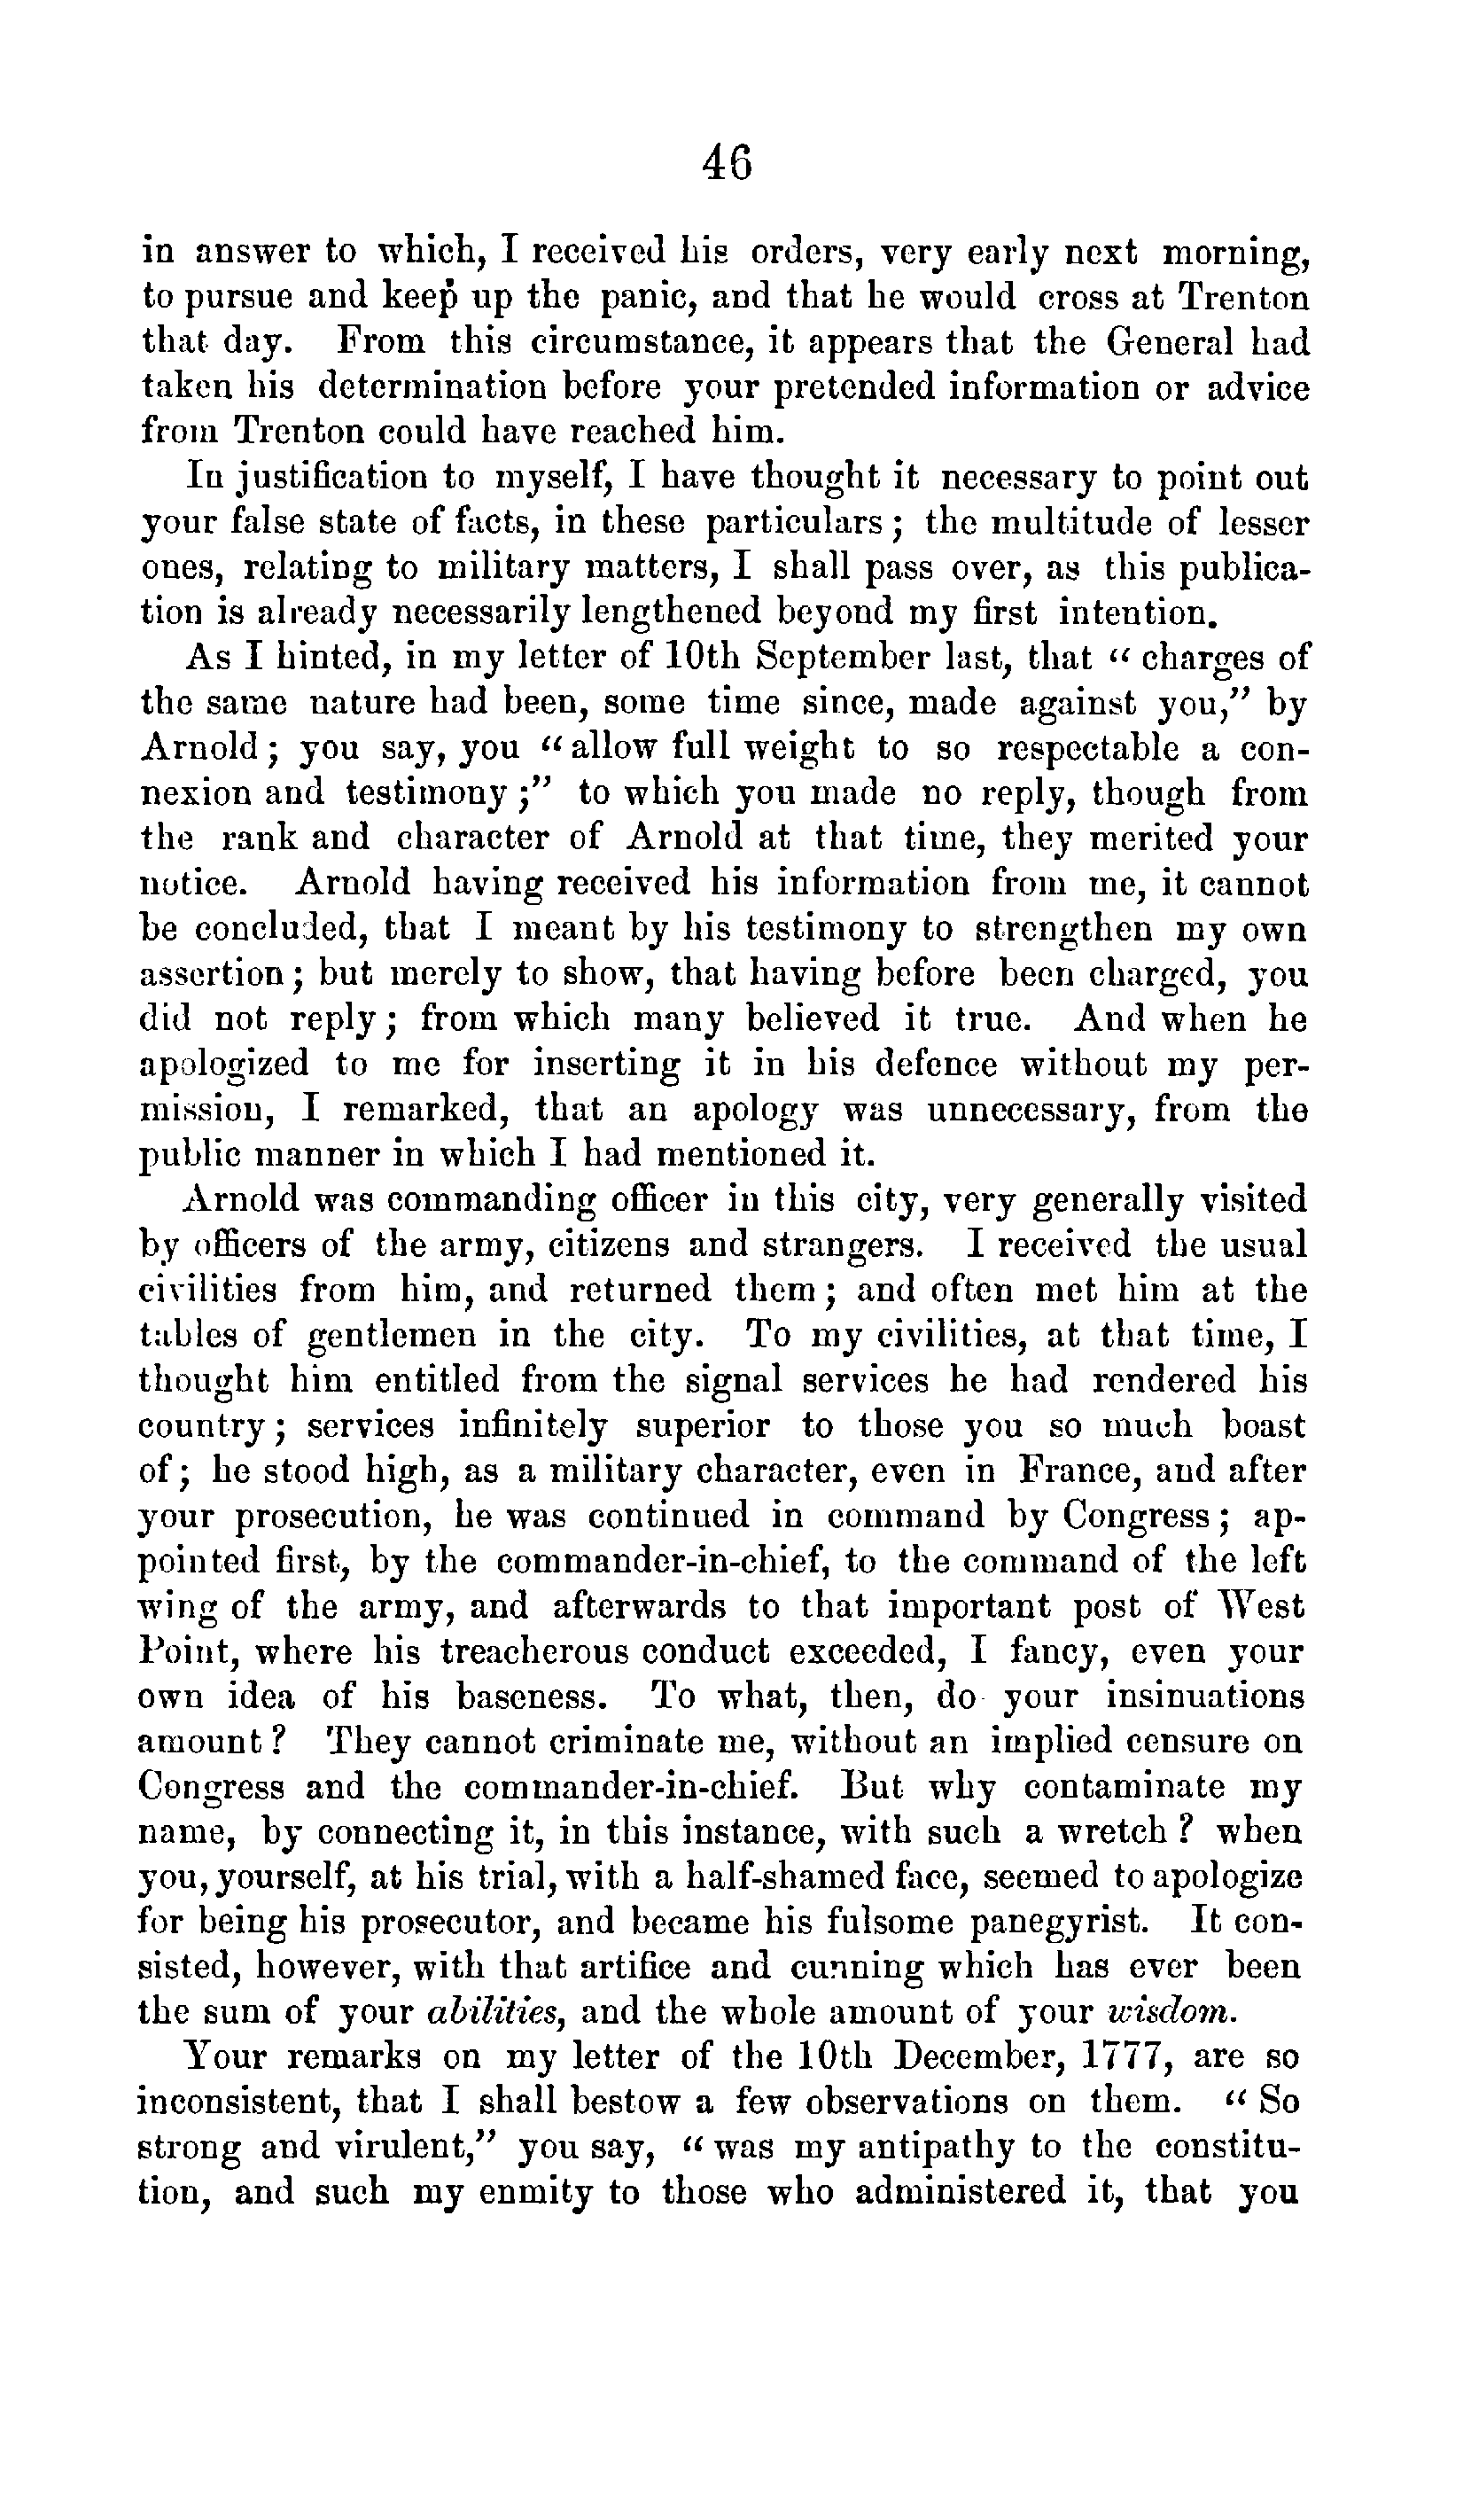 46
in answer to which, I received his orders, very early next morning,
to pursue and keep up the panic, and that he would cross at Trenton
that day. From this circumstance, it appears that the General had
taken his determination before your pretended information or advice
from Trenton could have reached him.
In justification to myself, I have thought it necessary to point out
your false state of facts, in these particulars; the multitude of lesser
ones, relating to military matters, I shall pass over, as this publica-
tion is already necessarily lengthened beyond my first intention.
As I hinted, in my letter of 10th September last, that "charges of
the same nature had been, some time since, made against you," by
Arnold; you say, you "allow full weight to so respectable a con-
nexion and testimony;" to which you made no reply, though from
the rank and character of Arnold at that time, they merited your
notice. Arnold having received his information from me, it cannot
be concluded, that I meant by his testimony to strengthen my own
assertion; but merely to show, that having before been charged, you
did not reply; from which many believed it true. And when he
apologized to me for inserting it in his defence without my per-
mission, I remarked, that an apology was unnecessary, from the
public manner in which I had mentioned it.
Arnold was commanding officer in this city, very generally visited
by officers of the army, citizens and strangers. I received the usual
civilities from him, and returned them; and often met him at the
tables of gentlemen in the city. To my civilities, at that time, I
thought him entitled from the signal services he had rendered his
country; services infinitely superior to those you so much boast
of; he stood high, as a military character, even in France, and after
your prosecution, he was continued in command by Congress; ap-
pointed first, by the commander-in-chief, to the command of the left
wing of the army, and afterwards to that important post of West
Point, where his treacherous conduct exceeded, I fancy, even your
own idea of his baseness. To what, then, do your insinuations
amount? They cannot criminate me, without an implied censure on
Congress and the commander-in-chief. But why contaminate my
name, by connecting it, in this instance, with such a wretch? when
you, yourself, at his trial, with a half-shamed face, seemed to apologize
for being his prosecutor, and became his fulsome panegyrist. It con-
sisted, however, with that artifice and cunning which has ever been
the sum of your abilities, and the whole amount of your wisdom.
Your remarks on my letter of the 10th December, 1777, are so
inconsistent, that I shall bestow a few observations on them. "So
strong and virulent," you say, "was my antipathy to the constitu-
tion, and such my enmity to those who administered it, that you